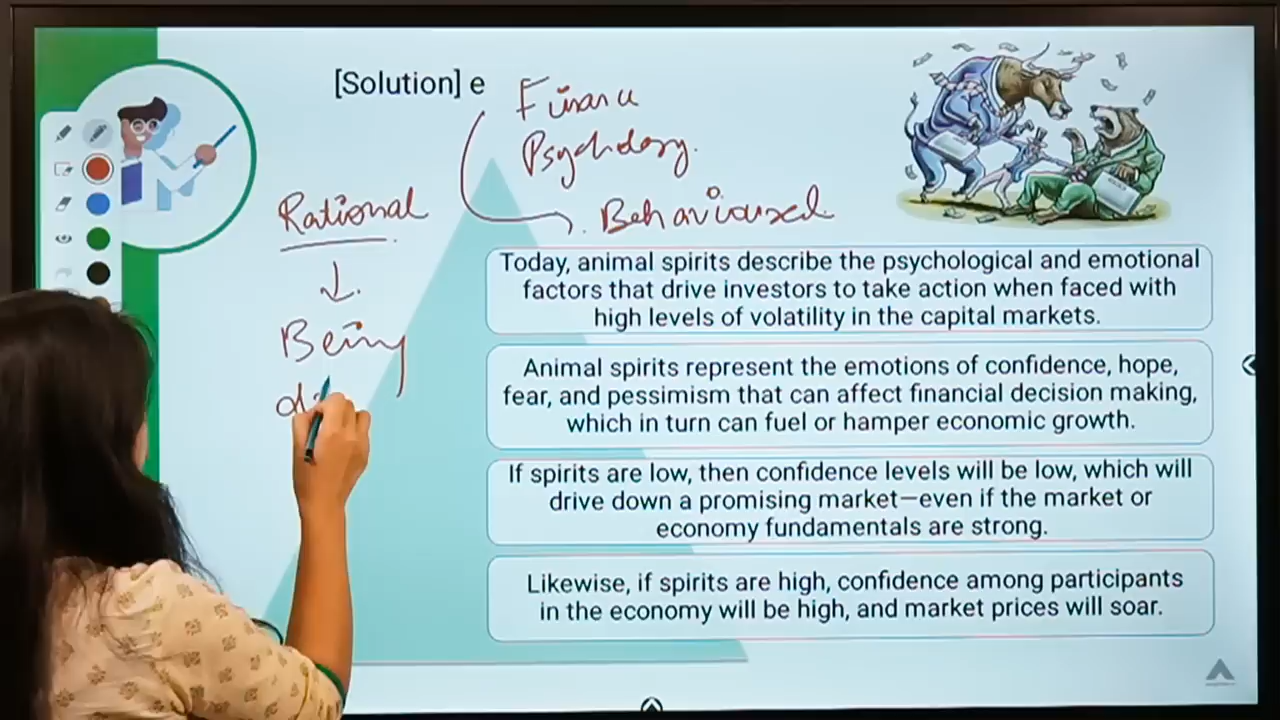 [Solution] e
Finance
Psychology.
Behavioural
Rational
Being
Today, animal spirits describe the psychological and emotional
factors that drive investors to take action when faced with
high levels of volatility in the capital markets.
Animal spirits represent the emotions of confidence, hope,
fear, and pessimism that can affect financial decision making,
which in turn can fuel or hamper economic growth.
If spirits are low, then confidence levels will be low, which will
drive down a promising market—even if the market or
economy fundamentals are strong.
Likewise, if spirits are high, confidence among participants
in the economy will be high, and market prices will soar.